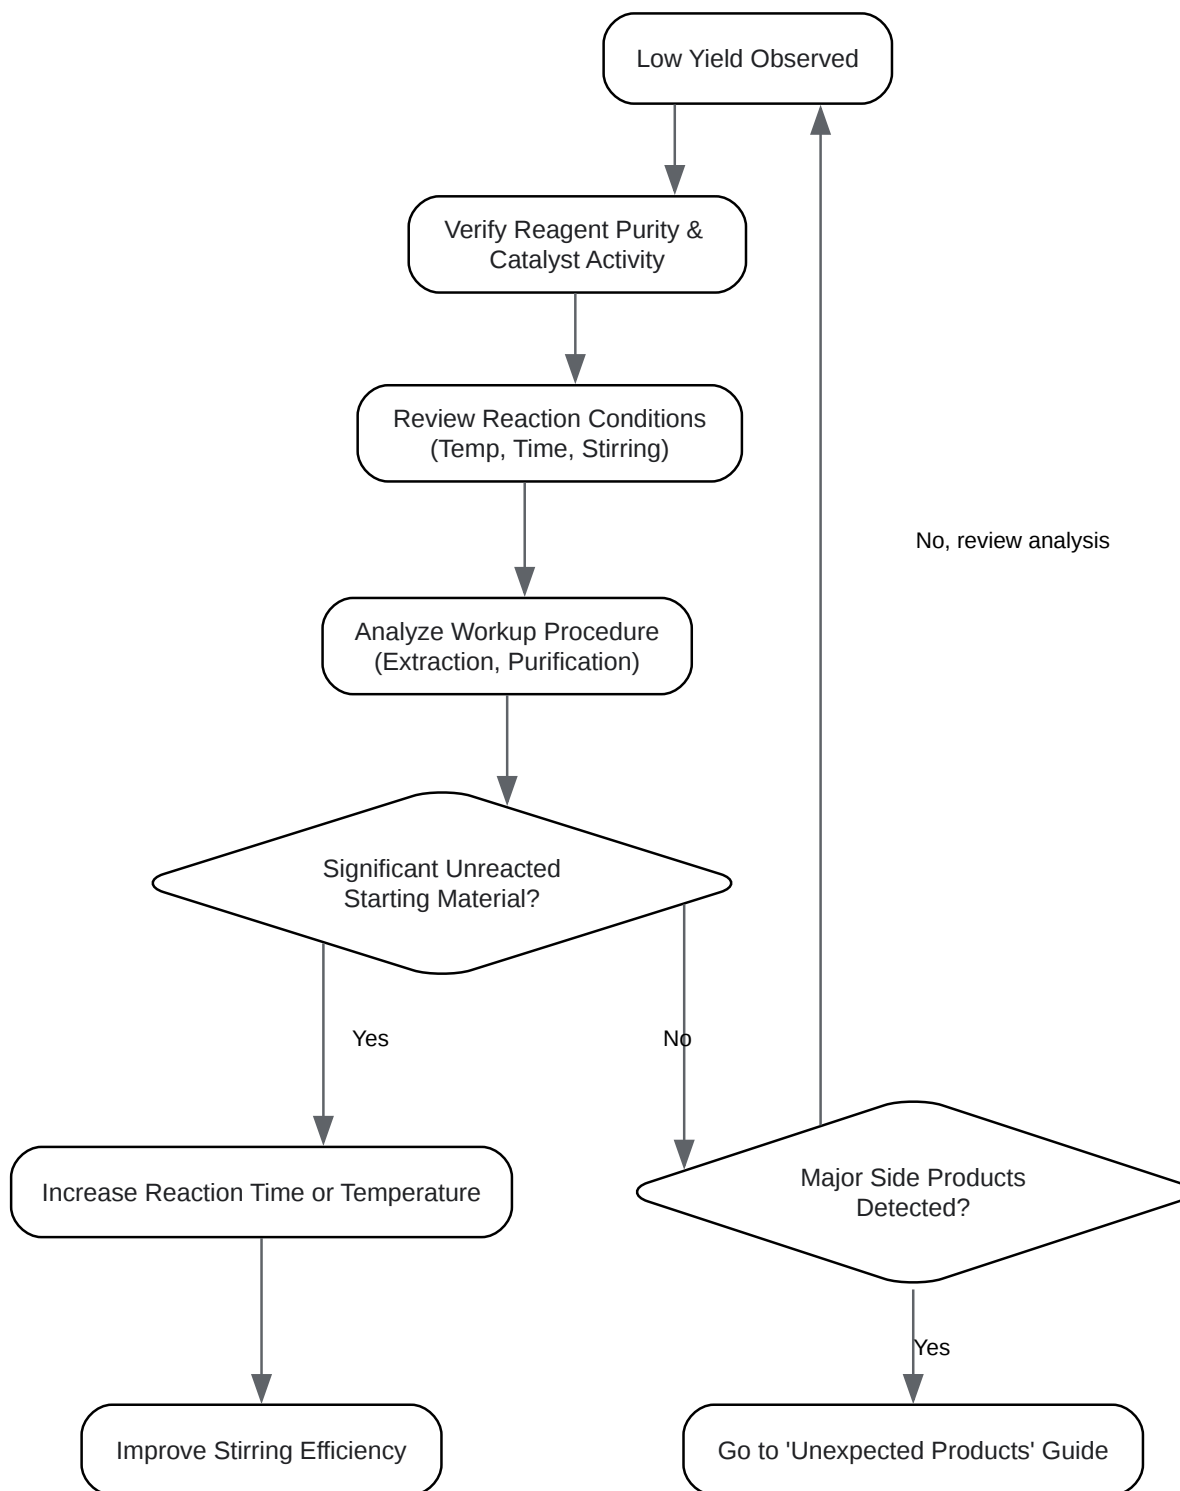 Low Yield Observed
Verify Reagent Purity &
Catalyst Activity
Review Reaction Conditions
(Temp, Time, Stirring)
No, review analysis
Analyze Workup Procedure
(Extraction, Purification)
Significant Unreacted
Starting Material?
Yes
No
Increase Reaction Time or Temperature
Major Side Products
Detected?
Yes
Improve Stirring Efficiency
Go to 'Unexpected Products' Guide